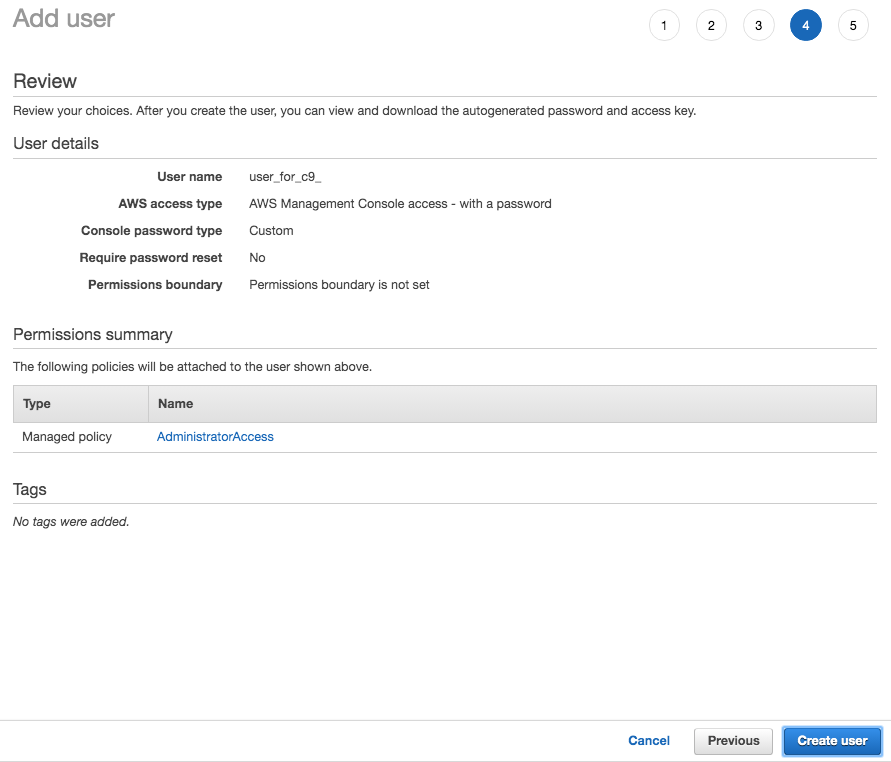 Add user
1 2 3 4 5
Review
Review your choices. After you create the user, you can view and download the autogenerated password and access key.
User details
User name user_for_c9_
AWS access type AWS Management Console access - with a password
Console password type Custom
Require password reset No
Permissions boundary Permissions boundary is not set
Permissions summary
The following policies will be attached to the user shown above.
Type Name
Managed policy AdministratorAccess
Tags
No tags were added.
Cancel Previous Create user